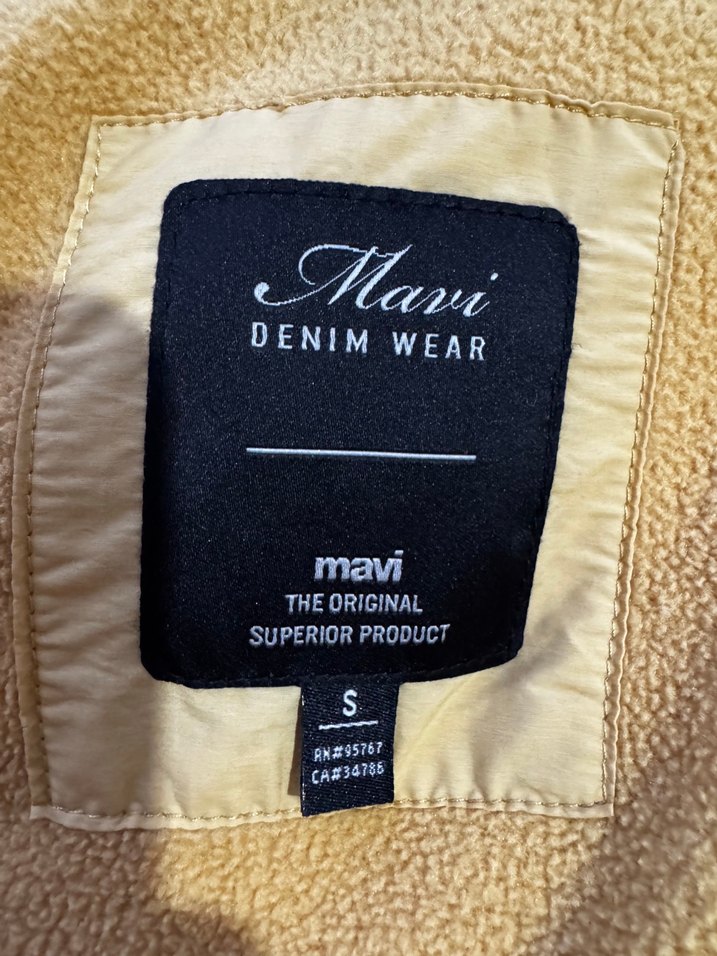 Mavi
DENIM WEAR
mavi
THE ORIGINAL
SUPERIOR PRODUCT
S
RN#95767
CA#34786